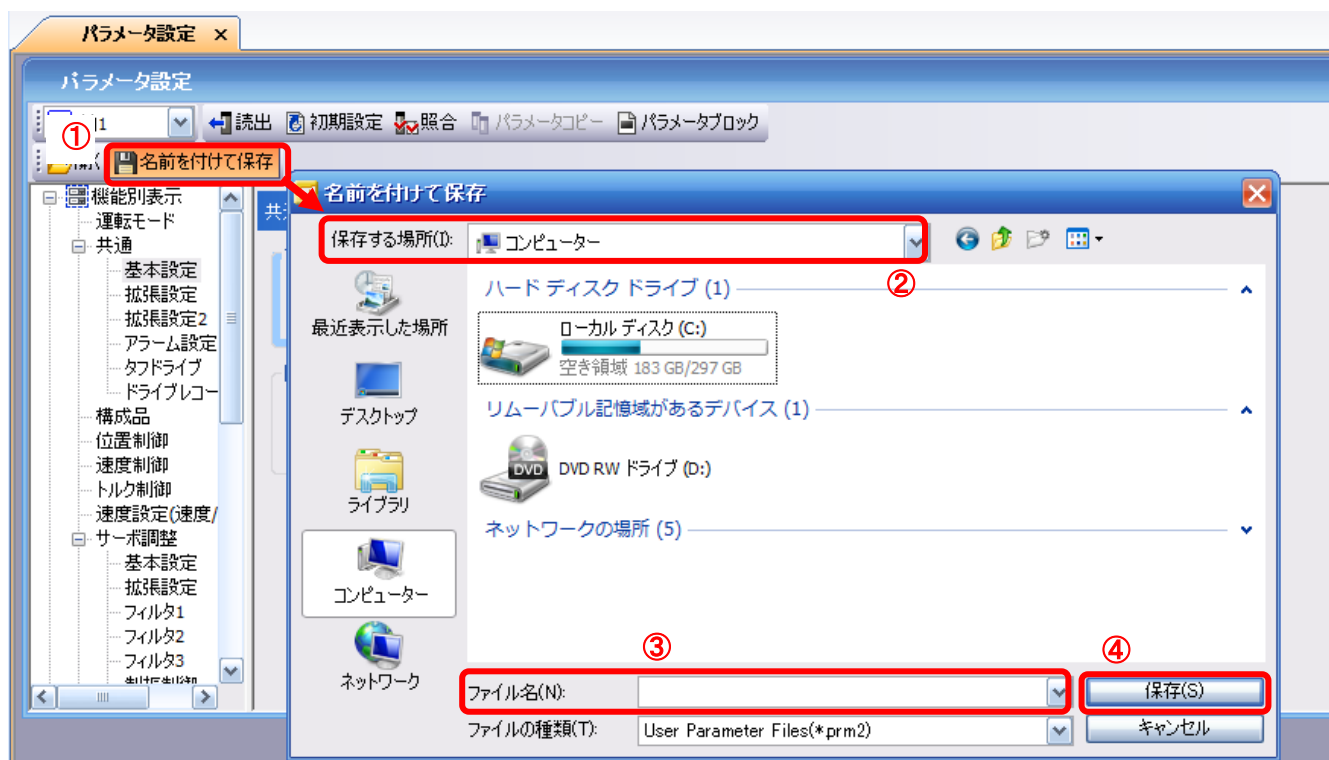 パラメータ設定 ×
パラメータ設定
①
1
読出 初期設定 照合 パラメータコピー パラメータブロック
開く 名前を付けて保存
機能別表示
運転モード
共通
基本設定
拡張設定
拡張設定2
アラーム設定
タフドライブ
ドライブレコー
構成品
位置制御
速度制御
トルク制御
速度設定(速度/
サーボ調整
基本設定
拡張設定
フィルタ1
フィルタ2
フィルタ3
共
名前を付けて保存
保存する場所(I):
コンピューター
②
最近表示した場所
デスクトップ
ライブラリ
コンピューター
ネットワーク
ハード ディスク ドライブ (1)
ローカル ディスク (C:)
空き領域 183 GB/297 GB
リムーバブル記憶域があるデバイス (1)
DVD
DVD RW ドライブ (D:)
ネットワークの場所 (5)
③
④
ファイル名(N):
保存(S)
ファイルの種類(T):
User Parameter Files(*.prm2)
キャンセル